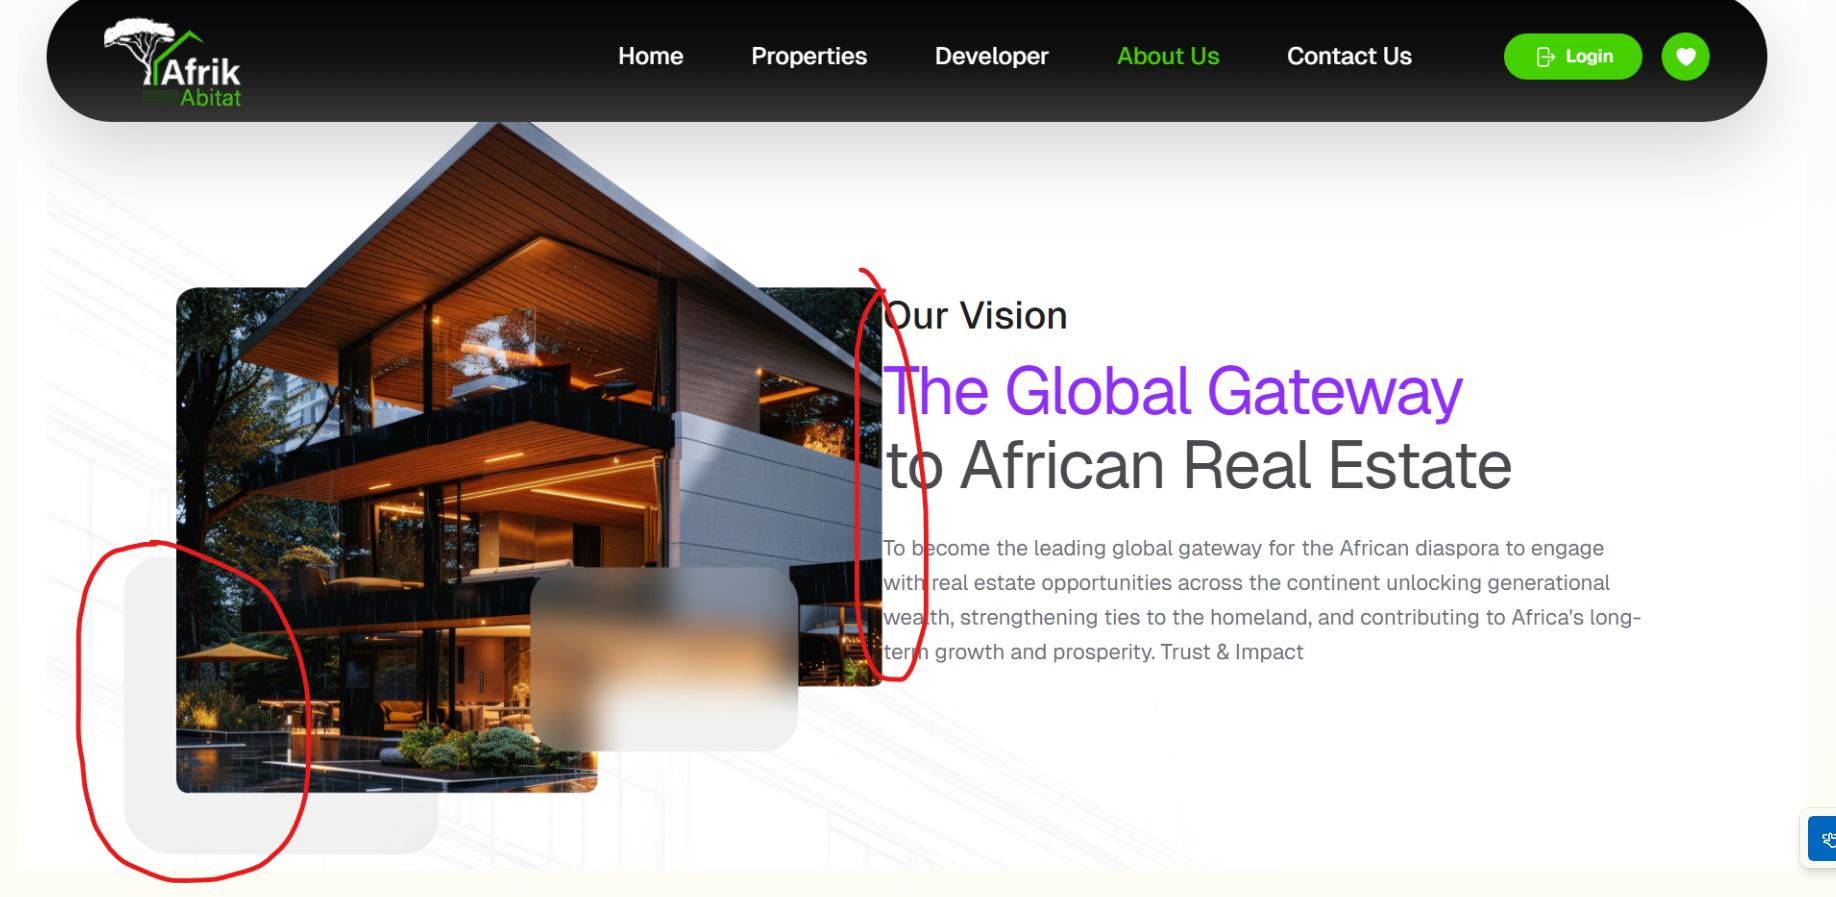 Afrik
Abitat
Home
Properties
Developer
About Us
Contact Us
Login
Our Vision
The Global Gateway
to African Real Estate
To become the leading global gateway for the African diaspora to engage
with real estate opportunities across the continent unlocking generational
wealth, strengthening ties to the homeland, and contributing to Africa's long-
term growth and prosperity. Trust & Impact